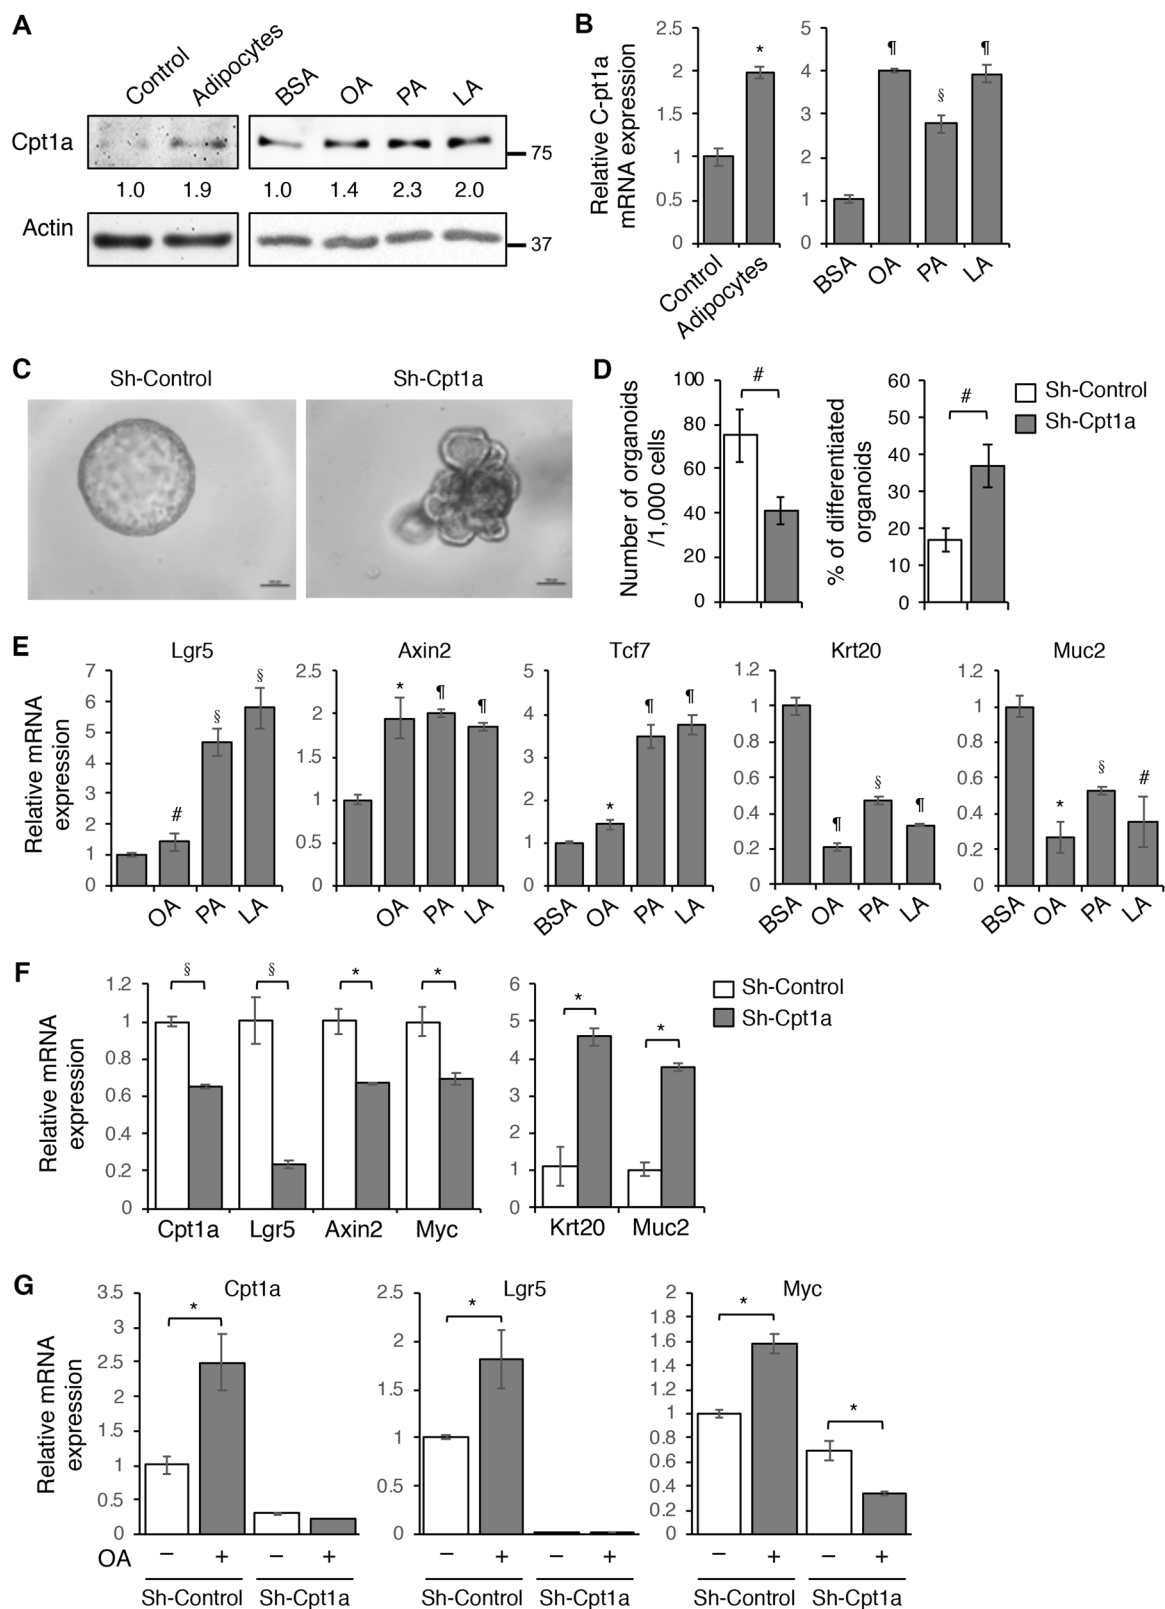 A
Control
Adipocytes
BSA
OA
PA
LA
Cpt1a
75
1.0
1.9
1.0
1.4
2.3
2.0
Actin
37
B
Relative C-pt1a
mRNA expression
2.5
2
1.5
1
0.5
0
*
Control
Adipocytes
5
4
3
2
1
0
¶
§
¶
BSA
OA
PA
LA
C
Sh-Control
Sh-Cpt1a
D
Number of organoids
/1,000 cells
100
80
60
40
20
0
#
% of differentiated
organoids
60
50
40
30
20
10
0
#
Sh-Control
Sh-Cpt1a
E
Relative mRNA
expression
Lgr5
7
6
5
4
3
2
1
0
#
§
§
OA
PA
LA
Axin2
2.5
2
1.5
1
0.5
0
*
¶
¶
OA
PA
LA
Tcf7
5
4
3
2
1
0
*
¶
¶
BSA
OA
PA
LA
Krt20
1.2
1
0.8
0.6
0.4
0.2
0
¶
§
¶
BSA
OA
PA
LA
Muc2
1.2
1
0.8
0.6
0.4
0.2
0
*
§
#
BSA
OA
PA
LA
F
Relative mRNA
expression
1.2
1
0.8
0.6
0.4
0.2
0
§
§
*
*
Cpt1a
Lgr5
Axin2
Myc
6
5
4
3
2
1
0
*
*
Krt20
Muc2
Sh-Control
Sh-Cpt1a
G
Relative mRNA
expression
Cpt1a
3.5
3
2.5
2
1.5
1
0.5
0
*
OA
− + − +
Sh-Control
Sh-Cpt1a
Lgr5
2.5
2
1.5
1
0.5
0
*
− + − +
Sh-Control
Sh-Cpt1a
Myc
2
1.8
1.6
1.4
1.2
1
0.8
0.6
0.4
0.2
0
*
*
− + − +
Sh-Control
Sh-Cpt1a